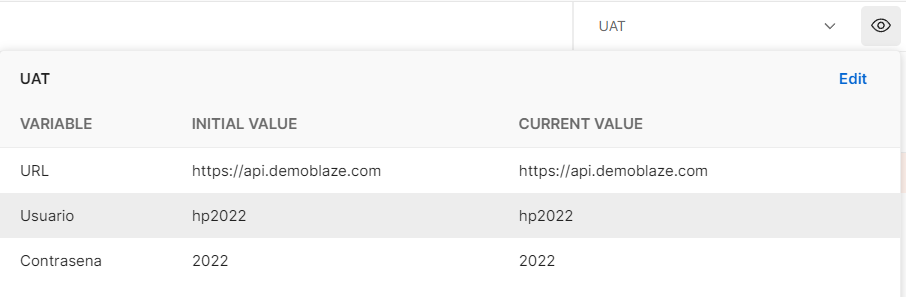 UAT
UAT Edit
VARIABLE INITIAL VALUE CURRENT VALUE
URL https://api.demoblaze.com https://api.demoblaze.com
Usuario hp2022 hp2022
Contrasena 2022 2022